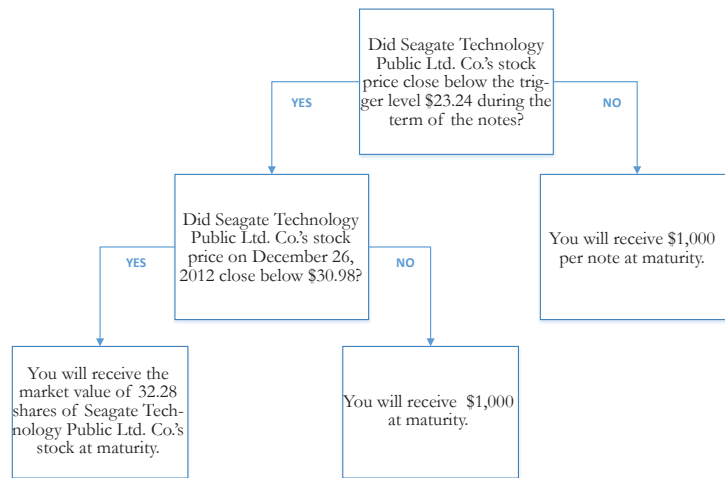 Did Seagate Technology
Public Ltd. Co.'s stock
price close below the trig-
ger level $23.24 during the
term of the notes?
YES
NO
Did Seagate Technology
Public Ltd. Co.'s stock
price on December 26,
2012 close below $30.98?
You will receive $1,000
per note at maturity.
YES
NO
You will receive the
market value of 32.28
shares of Seagate Tech-
nology Public Ltd. Co.'s
stock at maturity.
You will receive $1,000
at maturity.